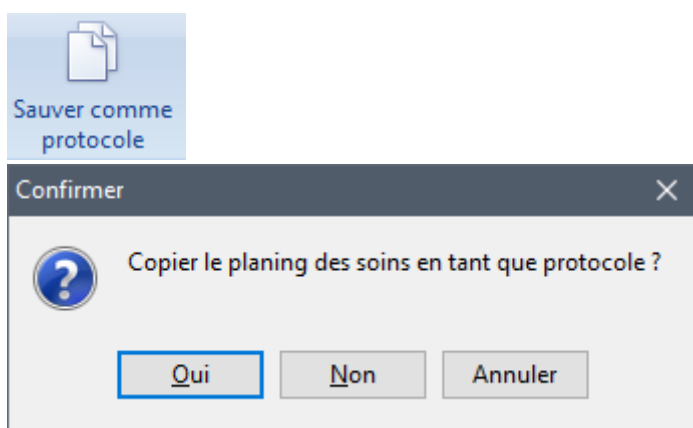 Sauver comme
protocole
Confirmer
Copier le planing des soins en tant que protocole ?
Oui Non Annuler